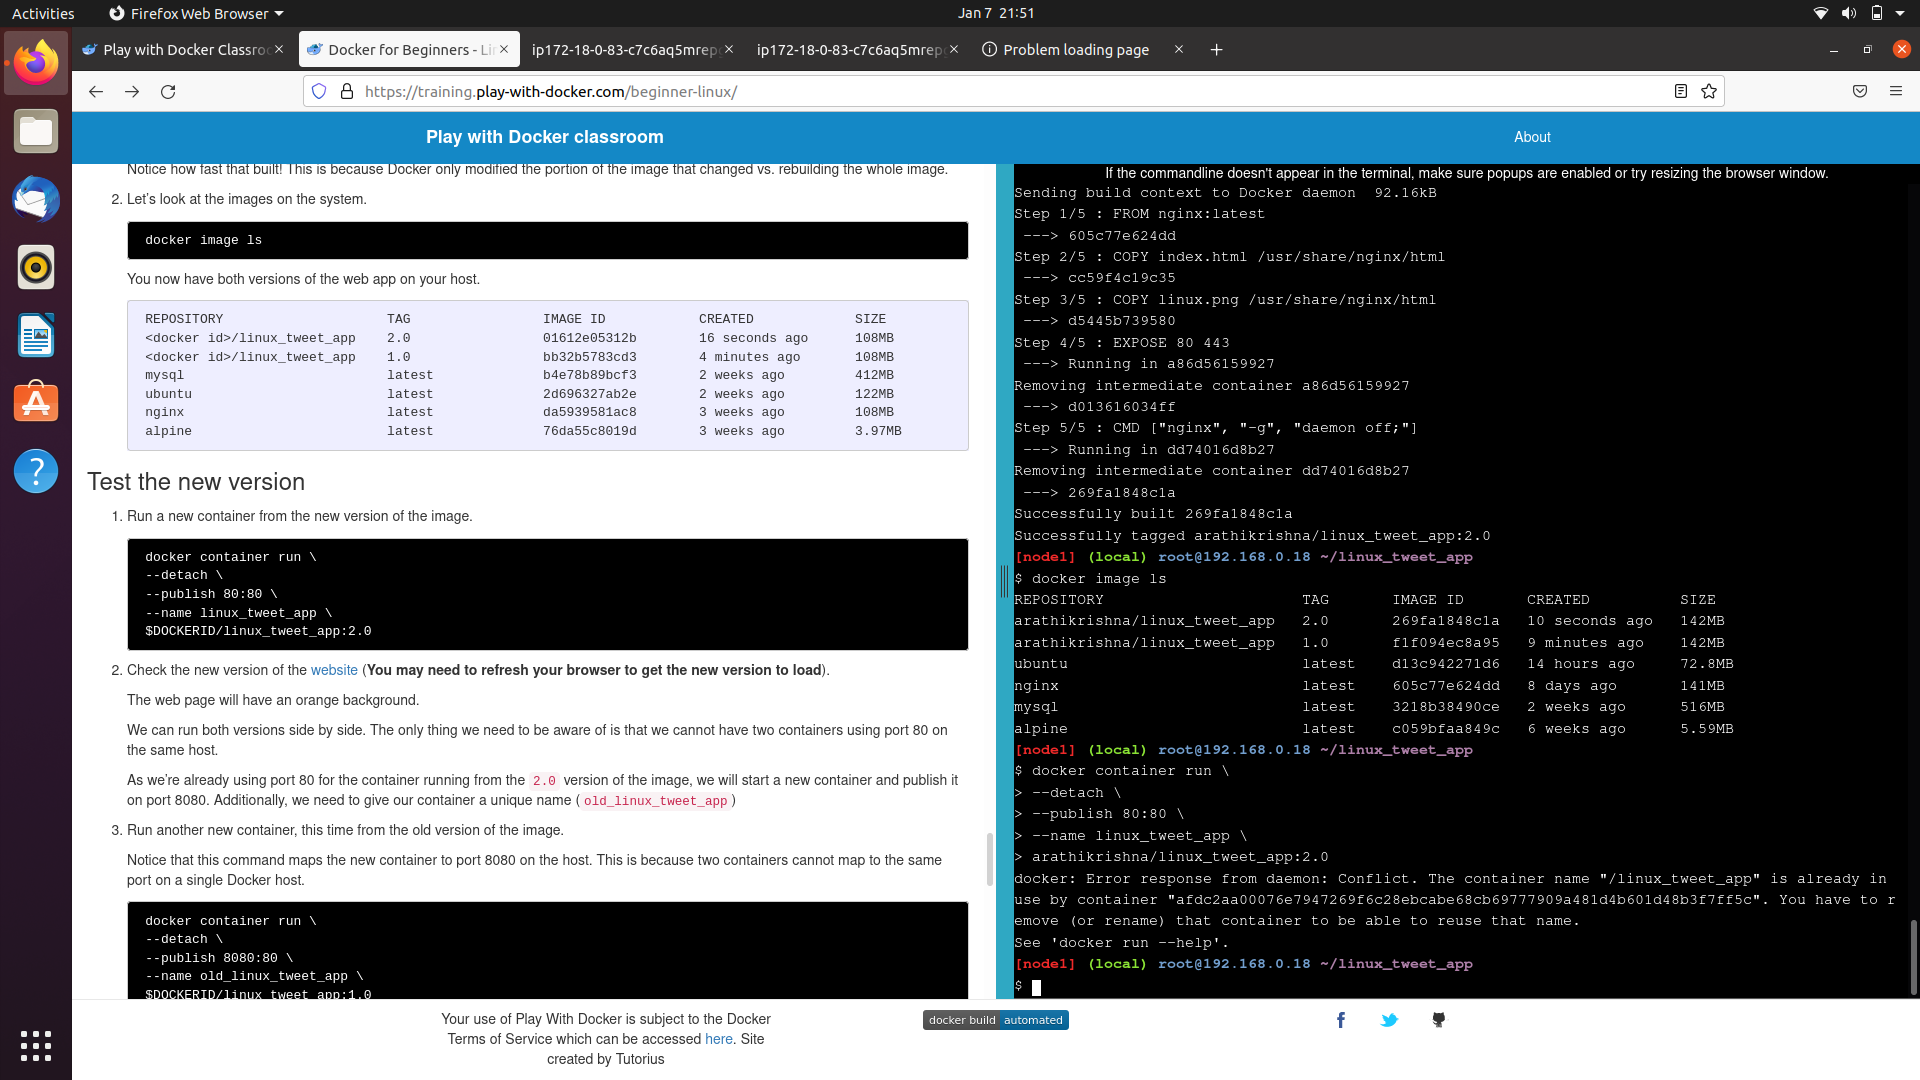 Activities
Firefox Web Browser
Jan 7 21:51
Play with Docker Classro
Docker for Beginners - Li
ip172-18-0-83-c7c6aq5mrep
ip172-18-0-83-c7c6aq5mrep
Problem loading page
https://training.play-with-docker.com/beginner-linux/
Play with Docker classroom
About
Notice how fast that built! This is because Docker only modified the portion of the image that changed vs. rebuilding the whole image.
2. Let's look at the images on the system.
docker image ls
You now have both versions of the web app on your host.
REPOSITORY TAG IMAGE ID CREATED SIZE
<docker id>/linux_tweet_app 2.0 01612e05312b 16 seconds ago 108MB
<docker id>/linux_tweet_app 1.0 bb32b5783cd3 4 minutes ago 108MB
mysql latest b4e78b89bcf3 2 weeks ago 412MB
ubuntu latest 2d696327ab2e 2 weeks ago 122MB
nginx latest da5939581ac8 3 weeks ago 108MB
alpine latest 76da55c8019d 3 weeks ago 3.97MB
Test the new version
1. Run a new container from the new version of the image.
docker container run \
--detach \
--publish 80:80 \
--name linux_tweet_app \
$DOCKERID/linux_tweet_app:2.0
2. Check the new version of the website (You may need to refresh your browser to get the new version to load).
The web page will have an orange background.
We can run both versions side by side. The only thing we need to be aware of is that we cannot have two containers using port 80 on
the same host.
As we're already using port 80 for the container running from the 2.0 version of the image, we will start a new container and publish it
on port 8080. Additionally, we need to give our container a unique name ( old_linux_tweet_app )
3. Run another new container, this time from the old version of the image.
Notice that this command maps the new container to port 8080 on the host. This is because two containers cannot map to the same
port on a single Docker host.
docker container run \
--detach \
--publish 8080:80 \
--name old_linux_tweet_app \
$DOCKERID/linux_tweet_app:1.0
If the commandline doesn't appear in the terminal, make sure popups are enabled or try resizing the browser window.
Sending build context to Docker daemon 92.16kB
Step 1/5 : FROM nginx:latest
---> 605c77e624dd
Step 2/5 : COPY index.html /usr/share/nginx/html
---> cc59f4c19c35
Step 3/5 : COPY linux.png /usr/share/nginx/html
---> d5445b739580
Step 4/5 : EXPOSE 80 443
---> Running in a86d56159927
Removing intermediate container a86d56159927
---> d013616034ff
Step 5/5 : CMD ["nginx", "-g", "daemon off;"]
---> Running in dd74016d8b27
Removing intermediate container dd74016d8b27
---> 269fa1848c1a
Successfully built 269fa1848c1a
Successfully tagged arathikrishna/linux_tweet_app:2.0
[node1] (local) root@192.168.0.18 ~/linux_tweet_app
$ docker image ls
REPOSITORY TAG IMAGE ID CREATED SIZE
arathikrishna/linux_tweet_app 2.0 269fa1848c1a 10 seconds ago 142MB
arathikrishna/linux_tweet_app 1.0 f1f094ec8a95 9 minutes ago 142MB
ubuntu latest d13c942271d6 14 hours ago 72.8MB
nginx latest 605c77e624dd 8 days ago 141MB
mysql latest 3218b38490ce 2 weeks ago 516MB
alpine latest c059bfaa849c 6 weeks ago 5.59MB
[node1] (local) root@192.168.0.18 ~/linux_tweet_app
$ docker container run \
> --detach \
> --publish 80:80 \
> --name linux_tweet_app \
> arathikrishna/linux_tweet_app:2.0
docker: Error response from daemon: Conflict. The container name "/linux_tweet_app" is already in
use by container "afdc2aa00076e7947269f6c28ebcabe68cb69777909a481d4b601d48b3f7ff5c". You have to r
emove (or rename) that container to be able to reuse that name.
See 'docker run --help'.
[node1] (local) root@192.168.0.18 ~/linux_tweet_app
$
Your use of Play With Docker is subject to the Docker
Terms of Service which can be accessed here. Site
created by Tutorius
docker build automated